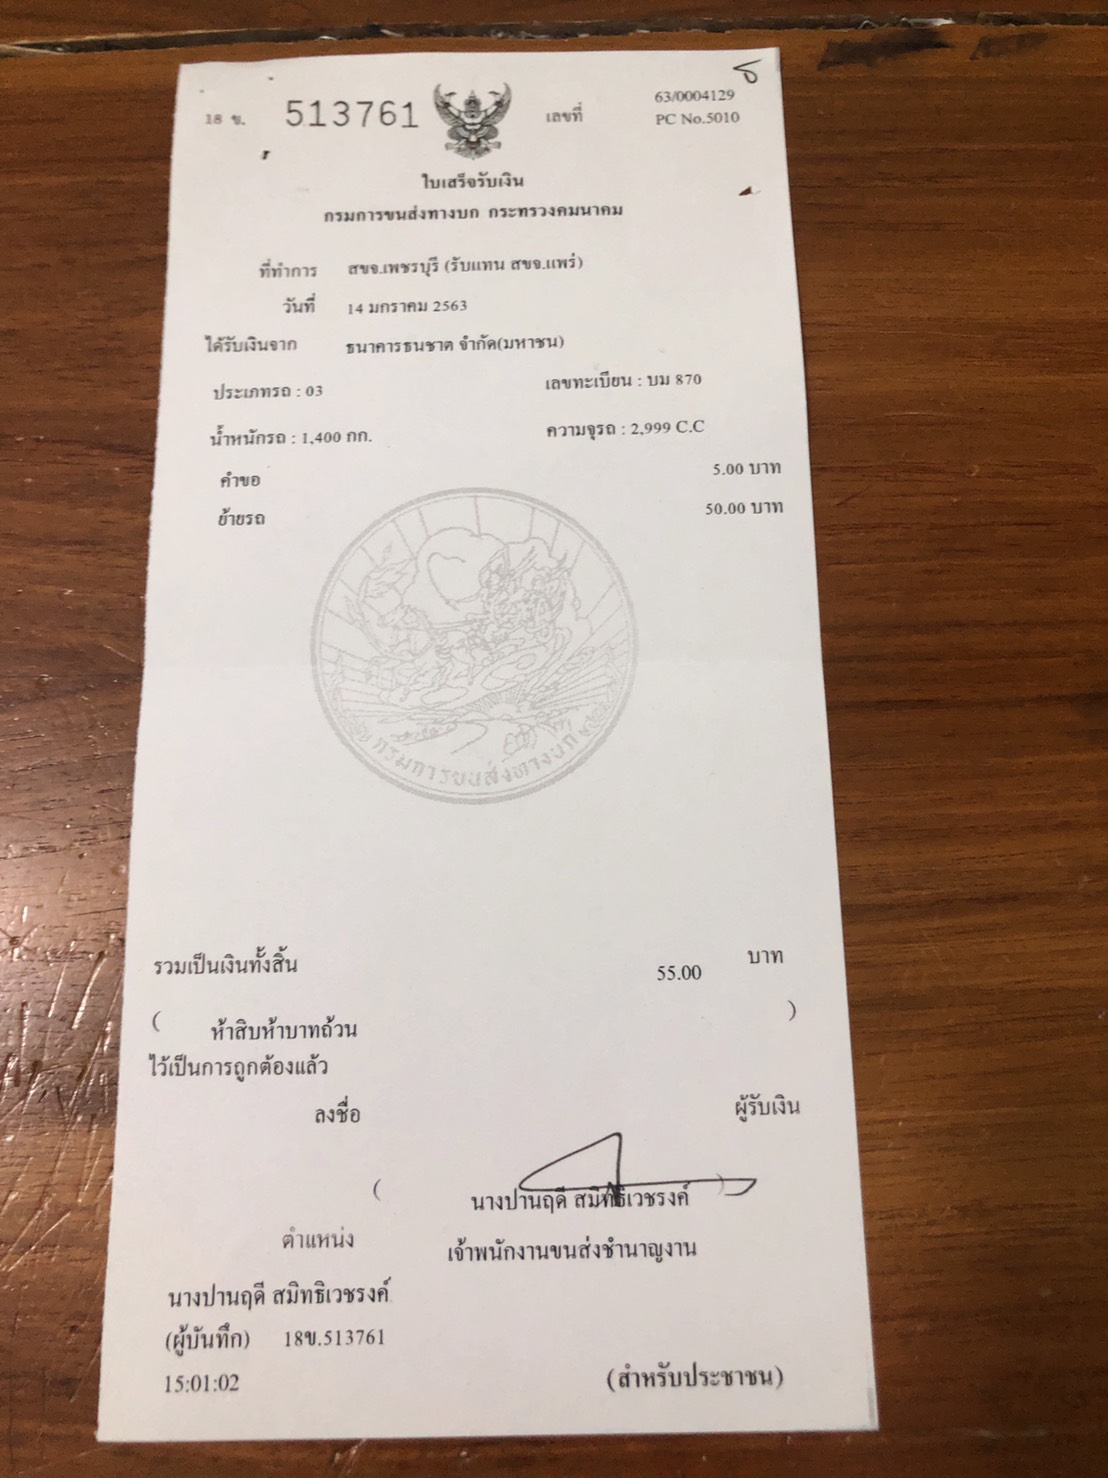 18 ข. 513761 เลขที่ 63/0004129
PC No.5010
ใบเสร็จรับเงิน
กรมการขนส่งทางบก กระทรวงคมนาคม
ที่ทำการ สขจ.เพชรบุรี (รับแทน สขจ.แพร่)
วันที่ 14 มกราคม 2563
ได้รับเงินจาก ธนาคารธนชาต จำกัด(มหาชน)
ประเภทรถ : 03 เลขทะเบียน : บม 870
น้ำหนักรถ : 1,400 กก. ความจุรถ : 2,999 C.C
คำขอ 5.00 บาท
ย้ายรถ 50.00 บาท
กรมการขนส่งทางบก
รวมเป็นเงินทั้งสิ้น 55.00 บาท
( ห้าสิบห้าบาทถ้วน )
ไว้เป็นการถูกต้องแล้ว
ลงชื่อ ผู้รับเงิน
( นางปานฤดี สมิทธิเวชรงค์ )
ตำแหน่ง เจ้าพนักงานขนส่งชำนาญงาน
นางปานฤดี สมิทธิเวชรงค์
(ผู้บันทึก) 18ข.513761
15:01:02 (สำหรับประชาชน)